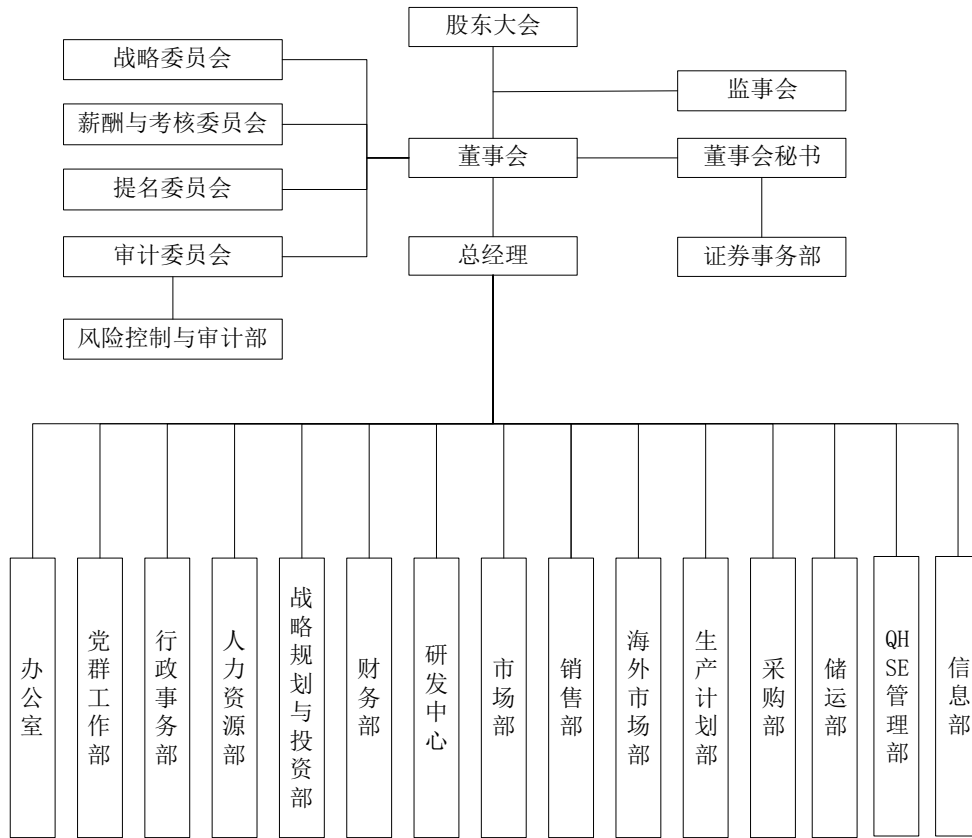 股东大会
战略委员会
监事会
薪酬与考核委员会
董事会
董事会秘书
提名委员会
审计委员会
总经理
证券事务部
风险控制与审计部
办公室
党群工作部
行政事务部
人力资源部
战略规划与投资部
财务部
研发中心
市场部
销售部
海外市场部
生产计划部
采购部
储运部
QHSE管理部
信息部